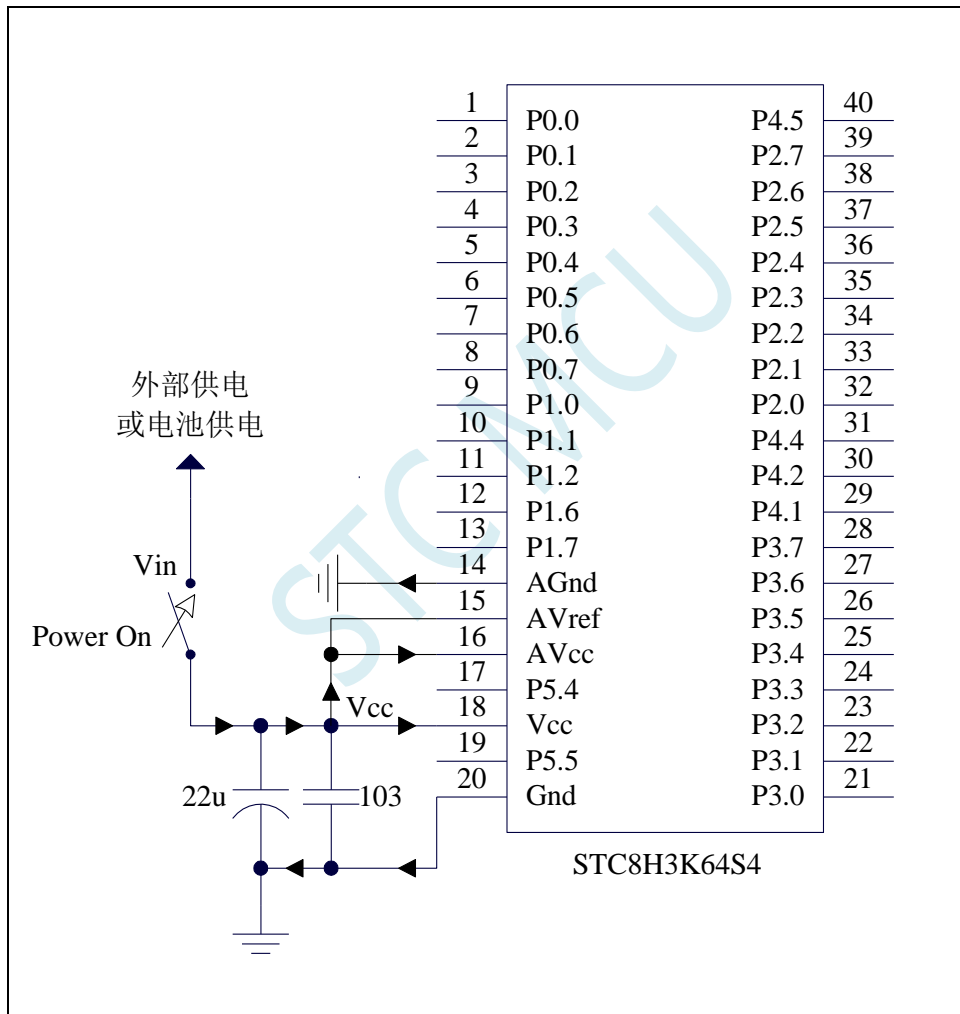 1 P0.0 P4.5 40
2 P0.1 P2.7 39
3 P0.2 P2.6 38
4 P0.3 P2.5 37
5 P0.4 P2.4 36
6 P0.5 P2.3 35
7 P0.6 P2.2 34
8 P0.7 P2.1 33
9 P1.0 P2.0 32
10 P1.1 P4.4 31
11 P1.2 P4.2 30
12 P1.6 P4.1 29
13 P1.7 P3.7 28
14 AGnd P3.6 27
15 AVref P3.5 26
16 AVcc P3.4 25
17 P5.4 P3.3 24
18 Vcc P3.2 23
19 P5.5 P3.1 22
20 Gnd P3.0 21
STC8H3K64S4
外部供电
或电池供电
Vin
Power On
Vcc
22u
103
STC MCU